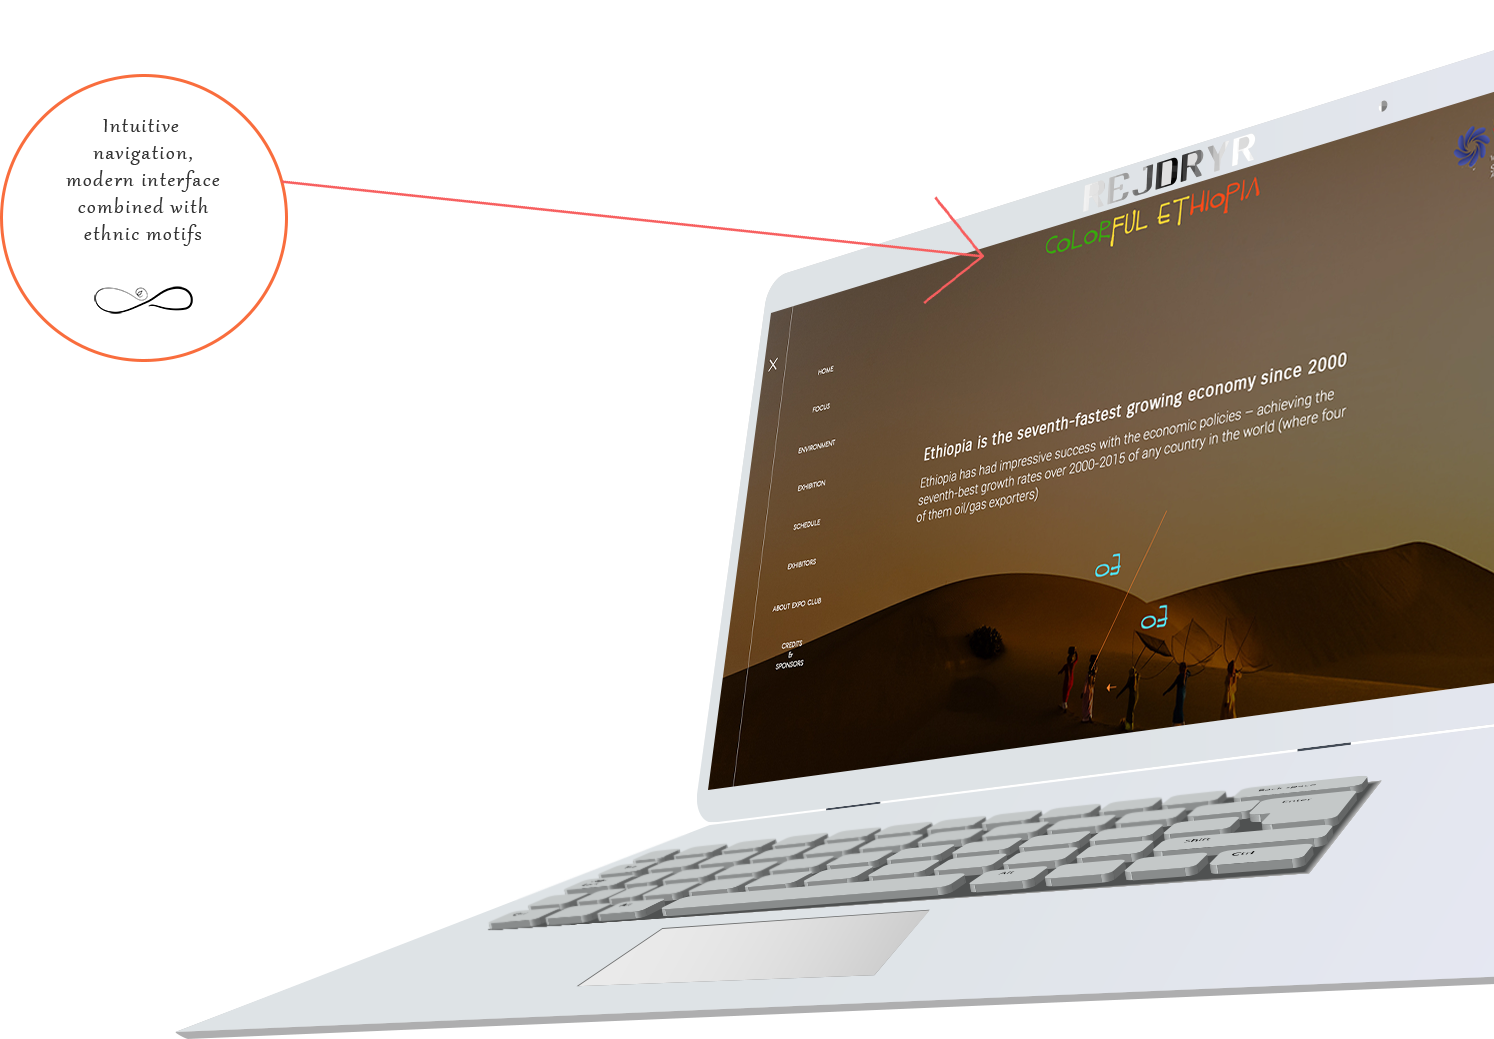 Intuitive
navigation,
modern interface
combined with
ethnic motifs
REJDRYR
COLORFUL ETHIOPIA
X
HOME
FOCUS
ENVIRONMENT
EXHIBITION
SCHEDULE
EXHIBITORS
ABOUT EXPO CLUB
CREDITS
&
SPONSORS
Ethiopia is the seventh-fastest growing economy since 2000
Ethiopia has had impressive success with the economic policies – achieving the
seventh-best growth rates over 2000-2015 of any country in the world (where four
of them oil/gas exporters)
Enter
Shift
Ctrl
Alt